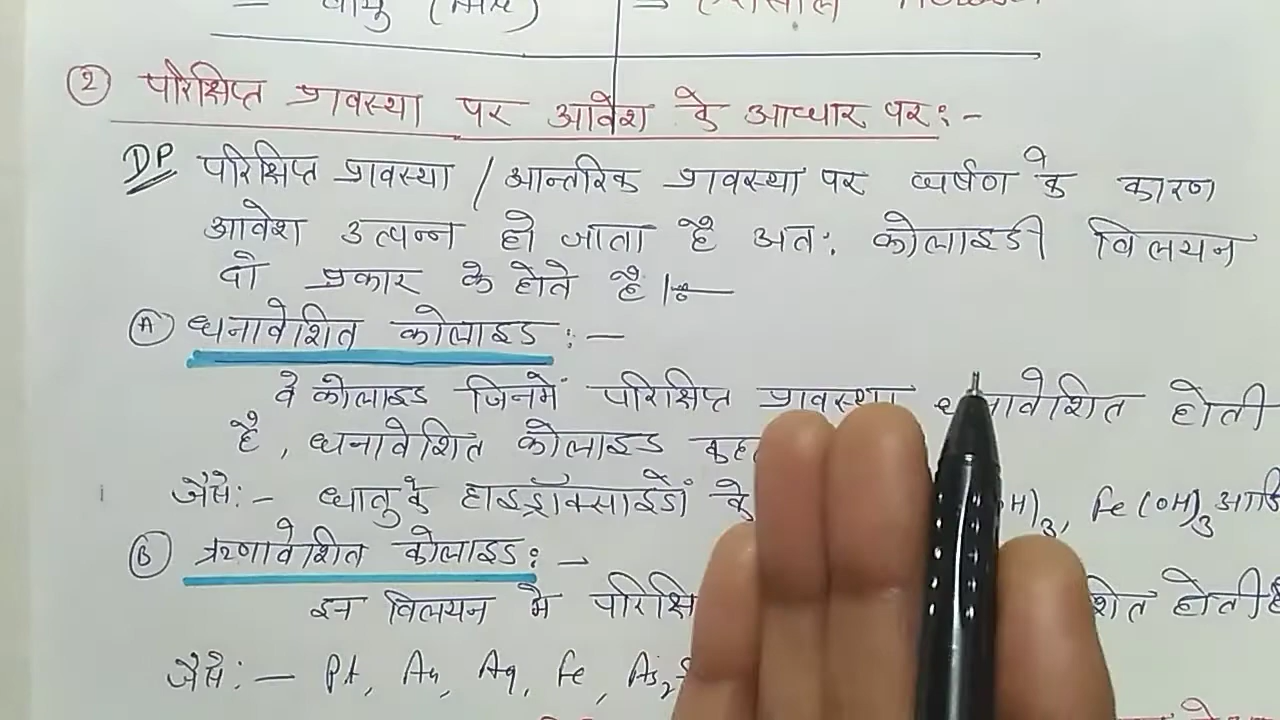 ② परिक्षिप्त प्रावस्था पर आवेश के आधार पर:-
DP परिक्षिप्त प्रावस्था / आन्तरिक प्रावस्था पर घर्षण के कारण
आवेश उत्पन्न हो जाता है अतः कोलाइडी विलयन
दो प्रकार के होते है।:-
Ⓐ धनावेशित कोलाइड :-
वे कोलाइड जिनमें परिक्षिप्त प्रावस्था धनावेशित होती
है, धनावेशित कोलाइड
जैसे:- धातु के हाइड्रॉक्साइडों के OH)₃, Fe(OH)₃ आदि
Ⓑ ऋणावेशित कोलाइड:-
इन विलयन मे होती है
जैसे:- Pt, Au, Ag, Fe,